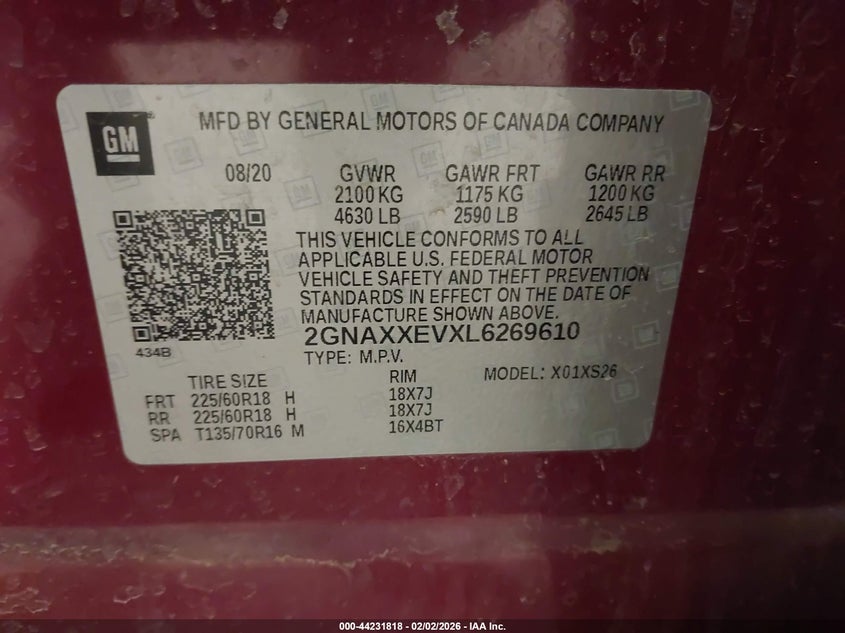 GM
MFD BY GENERAL MOTORS OF CANADA COMPANY
08/20 GVWR GAWR FRT GAWR RR
2100 KG 1175 KG 1200 KG
4630 LB 2590 LB 2645 LB
THIS VEHICLE CONFORMS TO ALL
APPLICABLE U.S. FEDERAL MOTOR
VEHICLE SAFETY AND THEFT PREVENTION
STANDARDS IN EFFECT ON THE DATE OF
MANUFACTURE SHOWN ABOVE.
2GNAXXEVXL6269610
434B
TYPE: M.P.V.
TIRE SIZE RIM MODEL: X01XS26
FRT 225/60R18 H 18X7J
RR 225/60R18 H 18X7J
SPA T135/70R16 M 16X4BT
000-44231818 - 02/02/2026 - IAA Inc.